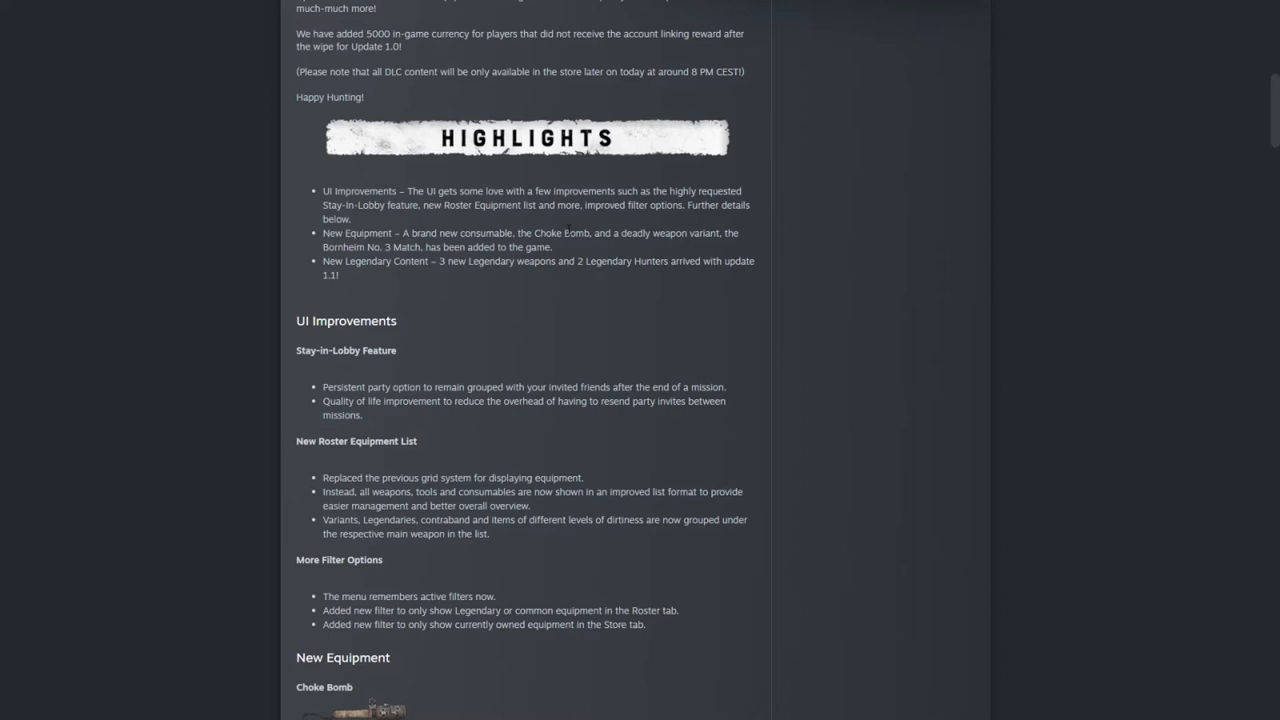 much-much more!
We have added 5000 in-game currency for players that did not receive the account linking reward after
the wipe for Update 1.0!
(Please note that all DLC content will be only available in the store later on today at around 8 PM CEST!)
Happy Hunting!
HIGHLIGHTS
• UI Improvements – The UI gets some love with a few improvements such as the highly requested
Stay-In-Lobby feature, new Roster Equipment list and more, improved filter options. Further details
below.
• New Equipment – A brand new consumable, the Choke Bomb, and a deadly weapon variant, the
Bornheim No. 3 Match, has been added to the game.
• New Legendary Content – 3 new Legendary weapons and 2 Legendary Hunters arrived with update
1.1!
UI Improvements
Stay-in-Lobby Feature
• Persistent party option to remain grouped with your invited friends after the end of a mission.
• Quality of life improvement to reduce the overhead of having to resend party invites between
missions.
New Roster Equipment List
• Replaced the previous grid system for displaying equipment.
• Instead, all weapons, tools and consumables are now shown in an improved list format to provide
easier management and better overall overview.
• Variants, Legendaries, contraband and items of different levels of dirtiness are now grouped under
the respective main weapon in the list.
More Filter Options
• The menu remembers active filters now.
• Added new filter to only show Legendary or common equipment in the Roster tab.
• Added new filter to only show currently owned equipment in the Store tab.
New Equipment
Choke Bomb